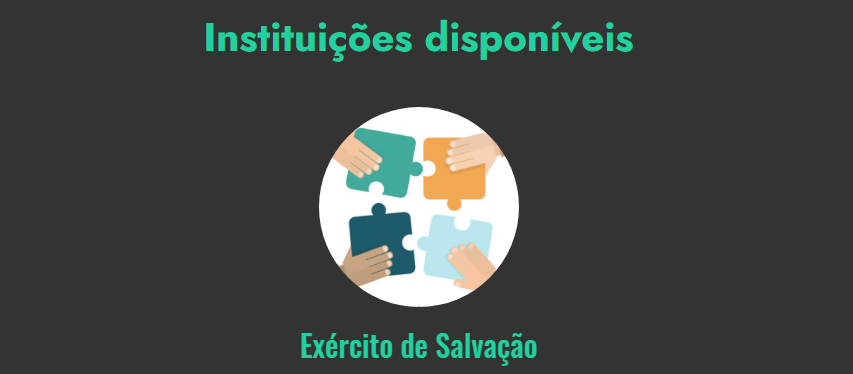 Instituições disponíveis
Exército de Salvação